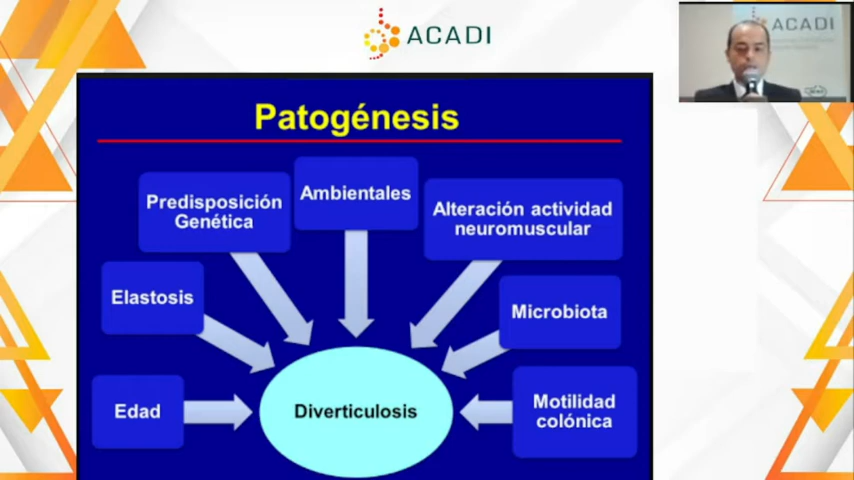 ACADI
ACADI
Patogénesis
Ambientales
Predisposición
Genética
Alteración actividad
neuromuscular
Elastosis
Microbiota
Edad
Diverticulosis
Motilidad
colónica